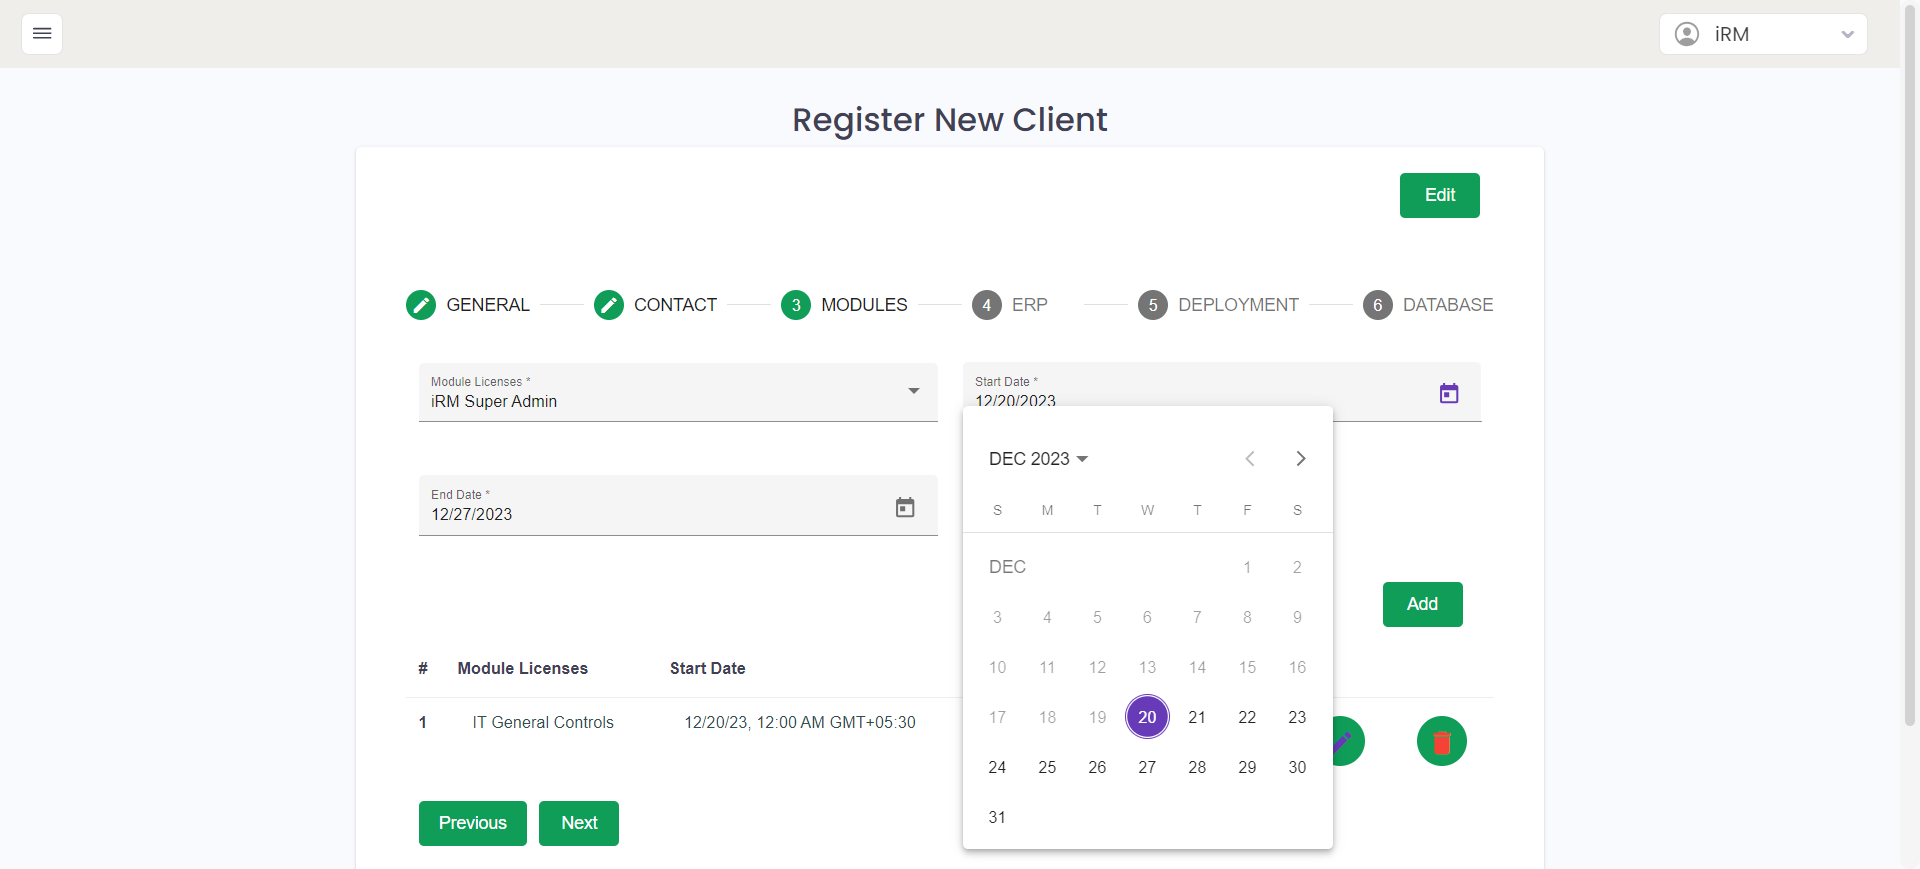 iRM
Register New Client
Edit
GENERAL
CONTACT
3 MODULES
4 ERP
5 DEPLOYMENT
6 DATABASE
Module Licenses *
iRM Super Admin
Start Date *
12/20/2023
End Date *
12/27/2023
DEC 2023
S M T W T F S
DEC 1 2
3 4 5 6 7 8 9
10 11 12 13 14 15 16
17 18 19 20 21 22 23
24 25 26 27 28 29 30
31
Add
# Module Licenses Start Date
1 IT General Controls 12/20/23, 12:00 AM GMT+05:30
Previous Next